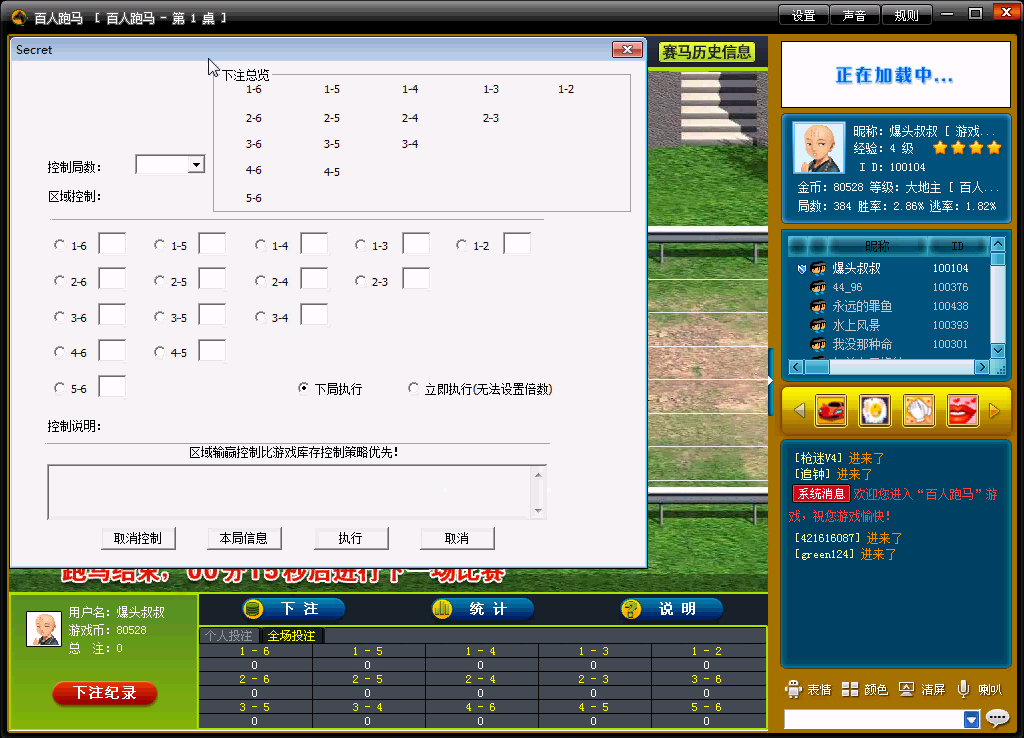 百人跑马 [ 百人跑马 - 第 1 桌 ]
设置 声音 规则
Secret
下注总览
1-6 1-5 1-4 1-3 1-2
2-6 2-5 2-4 2-3
3-6 3-5 3-4
4-6 4-5
5-6
控制局数:
区域控制:
1-6 1-5 1-4 1-3 1-2
2-6 2-5 2-4 2-3
3-6 3-5 3-4
4-6 4-5
5-6 下局执行 立即执行(无法设置倍数)
控制说明:
区域输赢控制比游戏库存控制策略优先!
取消控制 本局信息 执行 取消
赛马历史信息
跑马结束,00分15秒后进行下一场比赛
正在加载中...
昵称: 爆头叔叔 [ 游戏...
经验: 4 级
I D: 100104
金币: 80528 等级: 大地主 [ 百人...
局数: 384 胜率: 2.86% 逃率: 1.82%
昵称 ID
爆头叔叔 100104
44_96 100376
永远的罪鱼 100438
水上风景 100393
我没那种命 100301
[枪迷V4] 进来了
[追钟] 进来了
系统消息 欢迎您进入“百人跑马”游
戏, 祝您游戏愉快!
[421616087] 进来了
[green124] 进来了
表情 颜色 清屏 喇叭
用户名: 爆头叔叔
游戏币: 80528
总 注: 0
下注纪录
下 注 统 计 说 明
个人投注 全场投注
1 - 6 1 - 5 1 - 4 1 - 3 1 - 2
0 0 0 0 0
2 - 6 2 - 5 2 - 4 2 - 3 3 - 6
0 0 0 0 0
3 - 5 3 - 4 4 - 6 4 - 5 5 - 6
0 0 0 0 0